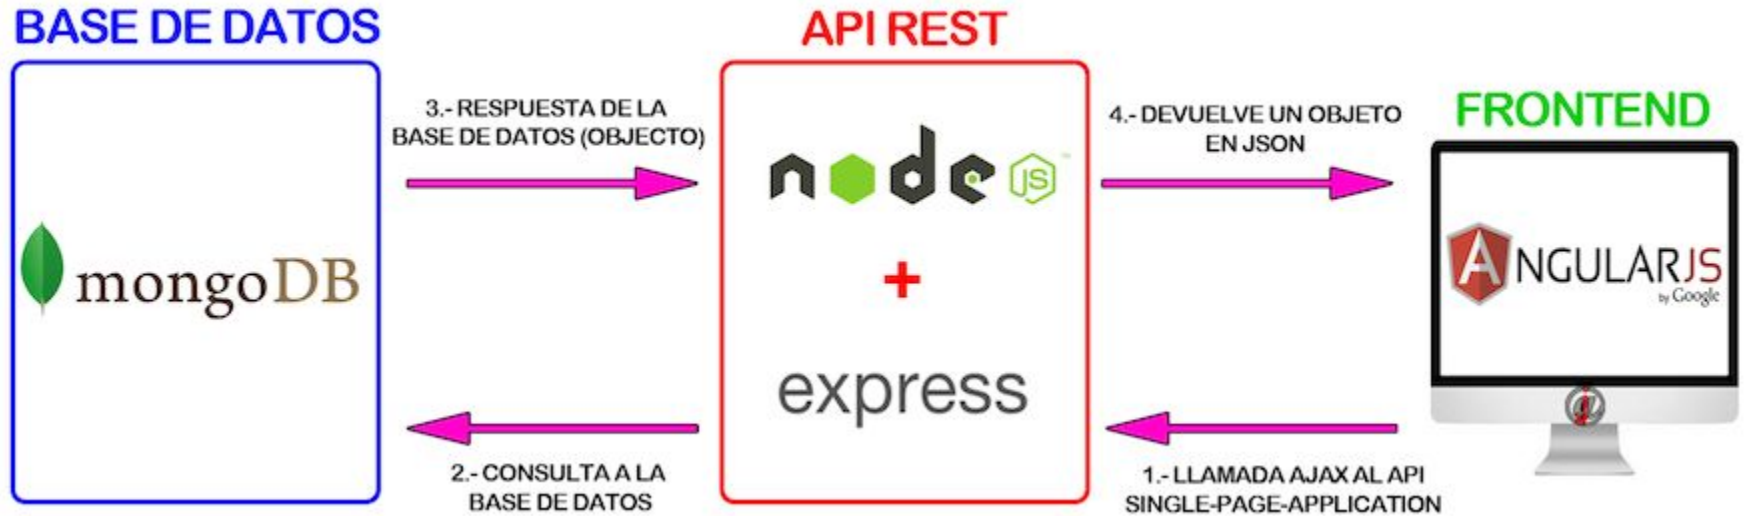 BASE DE DATOS
API REST
FRONTEND
3.- RESPUESTA DE LA
BASE DE DATOS (OBJECTO)
4.- DEVUELVE UN OBJETO
EN JSON
mongoDB
node JS ™
+
express
ANGULARJS
by Google
2.- CONSULTA A LA
BASE DE DATOS
1.- LLAMADA AJAX AL API
SINGLE-PAGE-APPLICATION